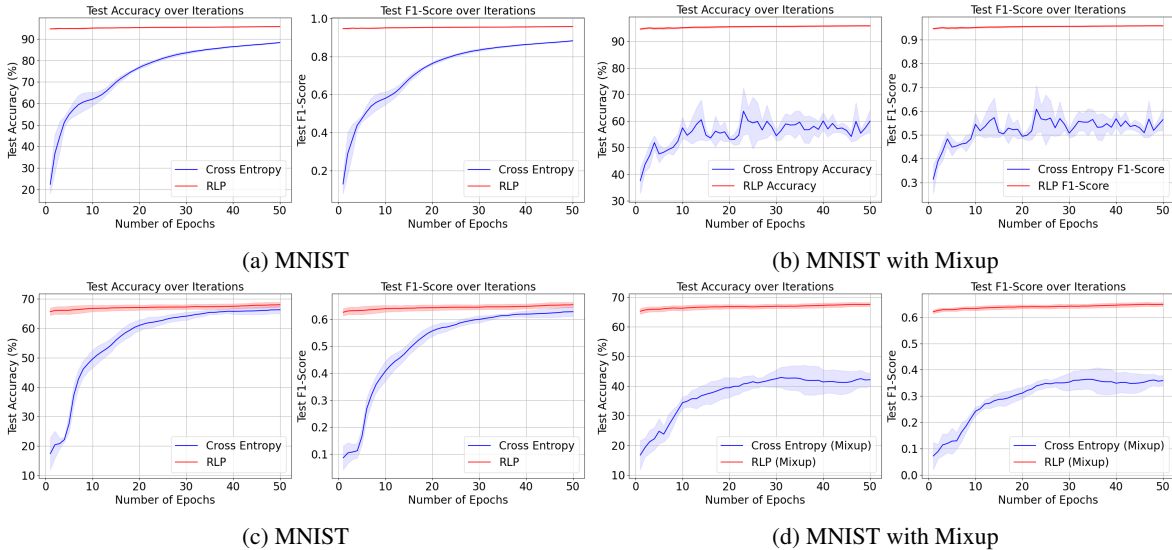 Test Accuracy over Iterations
Test Accuracy (%)
90
80
70
60
50
40
30
20
0 10 20 30 40 50
Number of Epochs
Cross Entropy
RLP
Test F1-Score over Iterations
Test F1-Score
1.0
0.8
0.6
0.4
0.2
0 10 20 30 40 50
Number of Epochs
Cross Entropy
RLP
(a) MNIST
Test Accuracy over Iterations
Test Accuracy (%)
90
80
70
60
50
40
30
0 10 20 30 40 50
Number of Epochs
Cross Entropy Accuracy
RLP Accuracy
Test F1-Score over Iterations
Test F1-Score
0.9
0.8
0.7
0.6
0.5
0.4
0.3
0 10 20 30 40 50
Number of Epochs
Cross Entropy F1-Score
RLP F1-Score
(b) MNIST with Mixup
Test Accuracy over Iterations
Test Accuracy (%)
70
60
50
40
30
20
10
0 10 20 30 40 50
Number of Epochs
Cross Entropy
RLP
Test F1-Score over Iterations
Test F1-Score
0.6
0.5
0.4
0.3
0.2
0.1
0 10 20 30 40 50
Number of Epochs
Cross Entropy
RLP
(c) MNIST
Test Accuracy over Iterations
Test Accuracy (%)
70
60
50
40
30
20
10
0 10 20 30 40 50
Number of Epochs
Cross Entropy (Mixup)
RLP (Mixup)
Test F1-Score over Iterations
Test F1-Score
0.6
0.5
0.4
0.3
0.2
0.1
0.0
0 10 20 30 40 50
Number of Epochs
Cross Entropy (Mixup)
RLP (Mixup)
(d) MNIST with Mixup